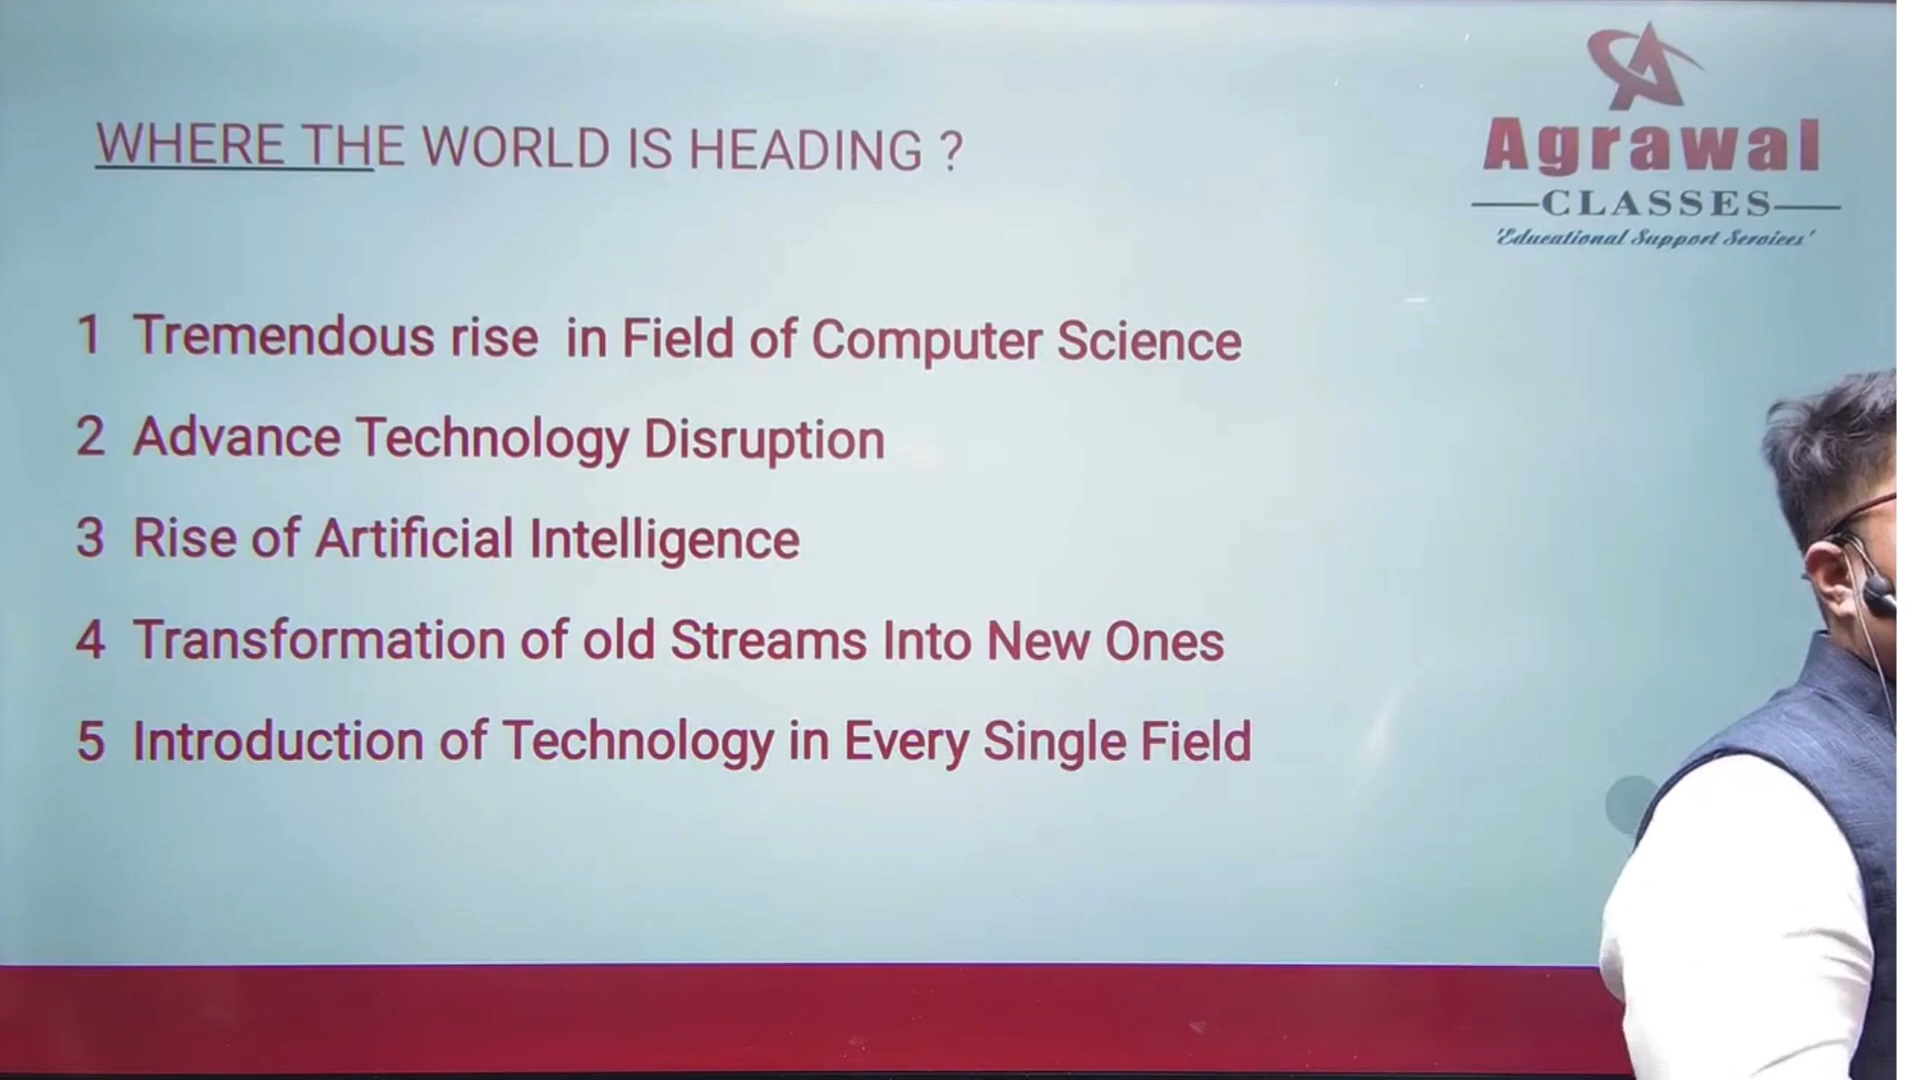 WHERE THE WORLD IS HEADING ?
Agrawal
CLASSES
'Educational Support Services'
1 Tremendous rise in Field of Computer Science
2 Advance Technology Disruption
3 Rise of Artificial Intelligence
4 Transformation of old Streams Into New Ones
5 Introduction of Technology in Every Single Field